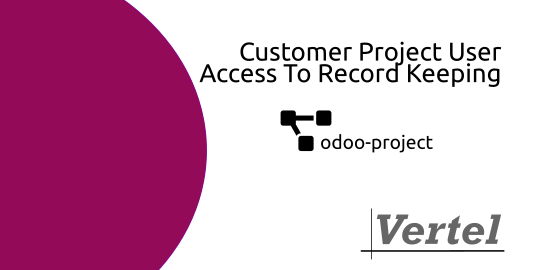 Customer Project User
Access To Record Keeping
odoo-project
Vertel